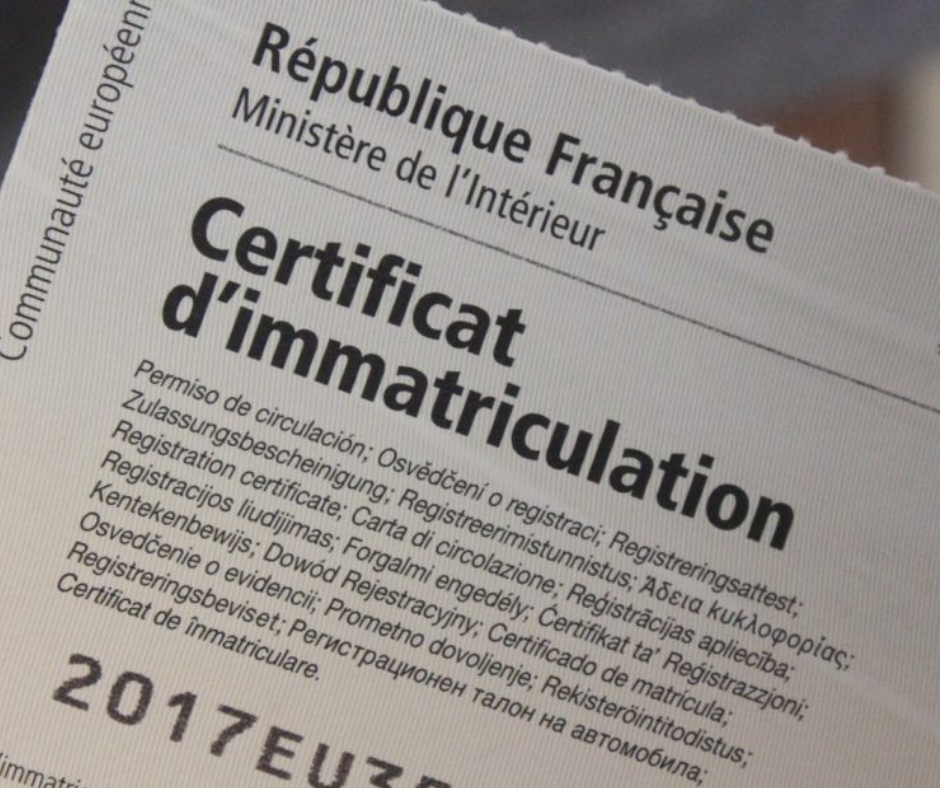 Communauté européenn
République Française
Ministère de l'Intérieur
Certificat
d'immatriculation
Permiso de circulación; Osvědčení o registraci; Registreringsattest;
Zulassungsbescheinigung; Registreerimistunnistus; Άδεια κυκλοφορίας;
Registration certificate; Carta di circolazione; Reģistrācijas apliecība;
Registracijos liudijimas; Forgalmi engedély; Ċertifikat ta' Reġistrazzjoni;
Kentekenbewijs; Dowód Rejestracyjny; Certificado de matrícula;
Osvedčenie o evidencii; Prometno dovoljenje; Rekisteröintitodistus;
Registreringsbeviset; Регистрационен талон на автомобила;
Certificat de înmatriculare.
2017EU3